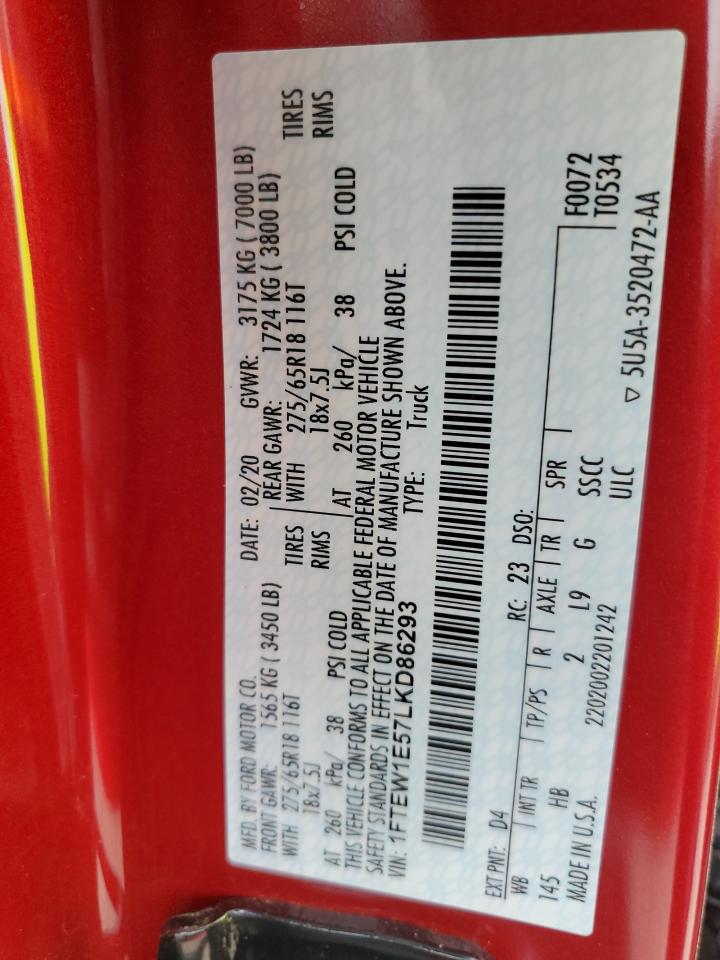 MFD. BY FORD MOTOR CO. DATE: 02/20 GVWR: 3175 KG ( 7000 LB)
FRONT GAWR: 1565 KG ( 3450 LB) REAR GAWR: 1724 KG ( 3800 LB)
WITH 275/65R18 116T TIRES WITH 275/65R18 116T TIRES
18x7.5J RIMS 18x7.5J RIMS
AT 260 kPa/ 38 PSI COLD AT 260 kPa/ 38 PSI COLD
THIS VEHICLE CONFORMS TO ALL APPLICABLE FEDERAL MOTOR VEHICLE
SAFETY STANDARDS IN EFFECT ON THE DATE OF MANUFACTURE SHOWN ABOVE.
VIN: 1FTEW1E57LKD86293 TYPE: Truck
EXT PNT: D4 RC: 23 DSO:
WB INT TR TP/PS R AXLE TR SPR F0072
145 HB 2 L9 G SSCC T0534
MADE IN U.S.A. 2202002201242 ULC
▽ 5U5A-3520472-AA